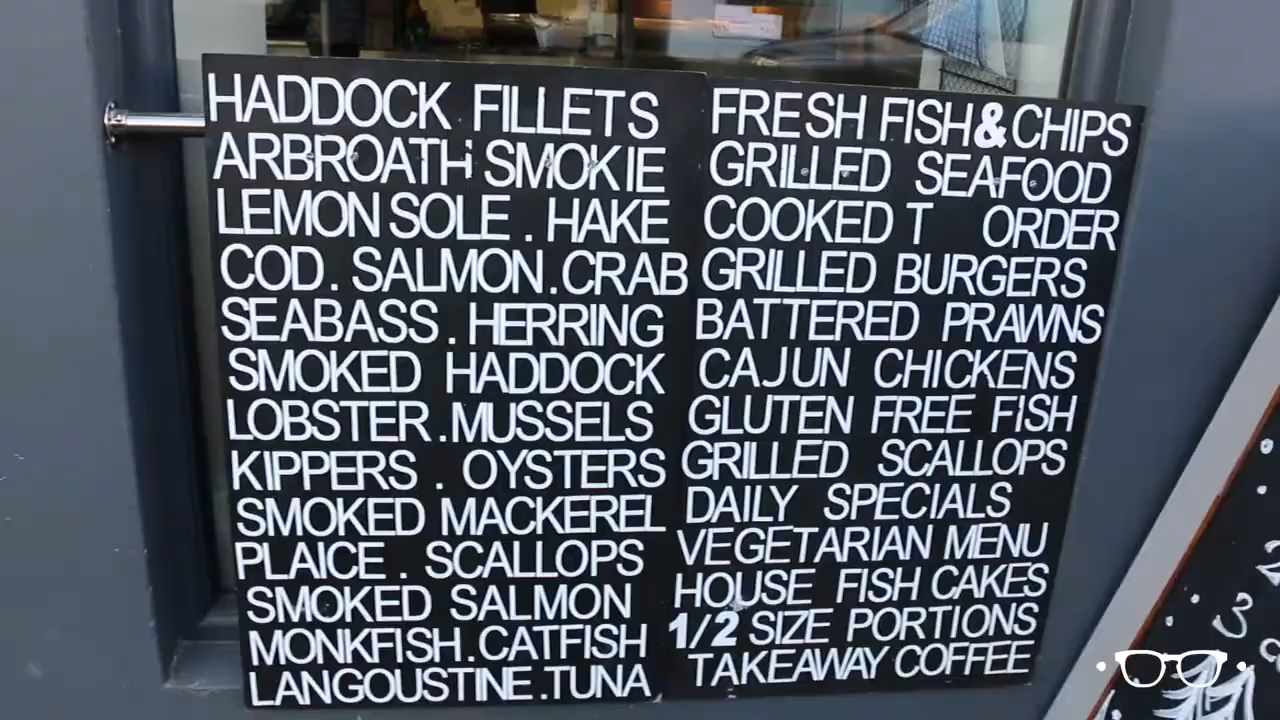 HADDOCK FILLETS
ARBROATH SMOKIE
LEMON SOLE . HAKE
COD. SALMON.CRAB
SEABASS . HERRING
SMOKED HADDOCK
LOBSTER.MUSSELS
KIPPERS . OYSTERS
SMOKED MACKEREL
PLAICE . SCALLOPS
SMOKED SALMON
MONKFISH.CATFISH
LANGOUSTINE.TUNA
FRESH FISH & CHIPS
GRILLED SEAFOOD
COOKED T ORDER
GRILLED BURGERS
BATTERED PRAWNS
CAJUN CHICKENS
GLUTEN FREE FISH
GRILLED SCALLOPS
DAILY SPECIALS
VEGETARIAN MENU
HOUSE FISH CAKES
1/2 SIZE PORTIONS
TAKEAWAY COFFEE